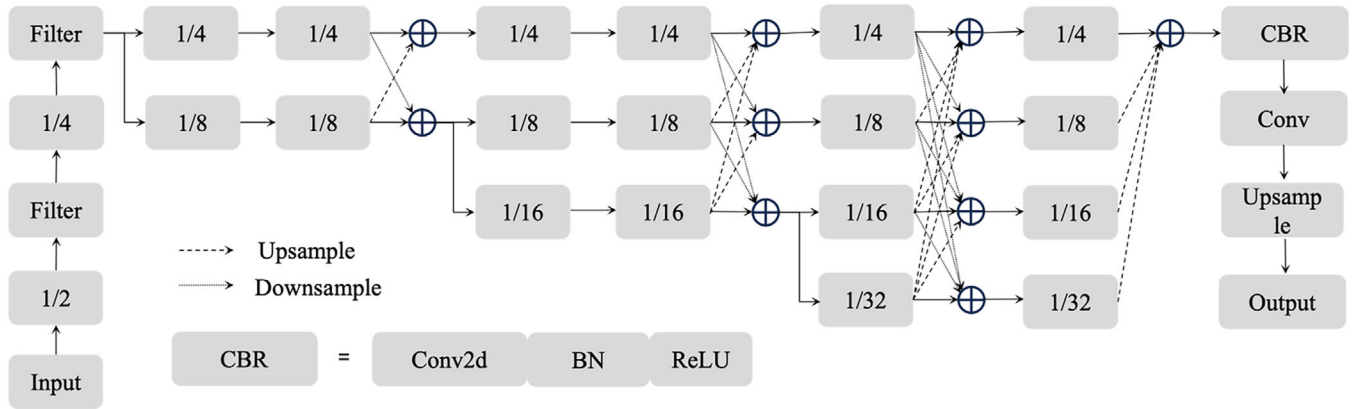 Filter
1/4
1/4
1/4
1/4
1/4
1/4
CBR
1/4
1/8
1/8
1/8
1/8
1/8
1/8
Conv
Filter
1/16
1/16
1/16
1/16
Upsamp
le
Upsample
Downsample
1/2
1/32
1/32
Output
Input
CBR
=
Conv2d
BN
ReLU